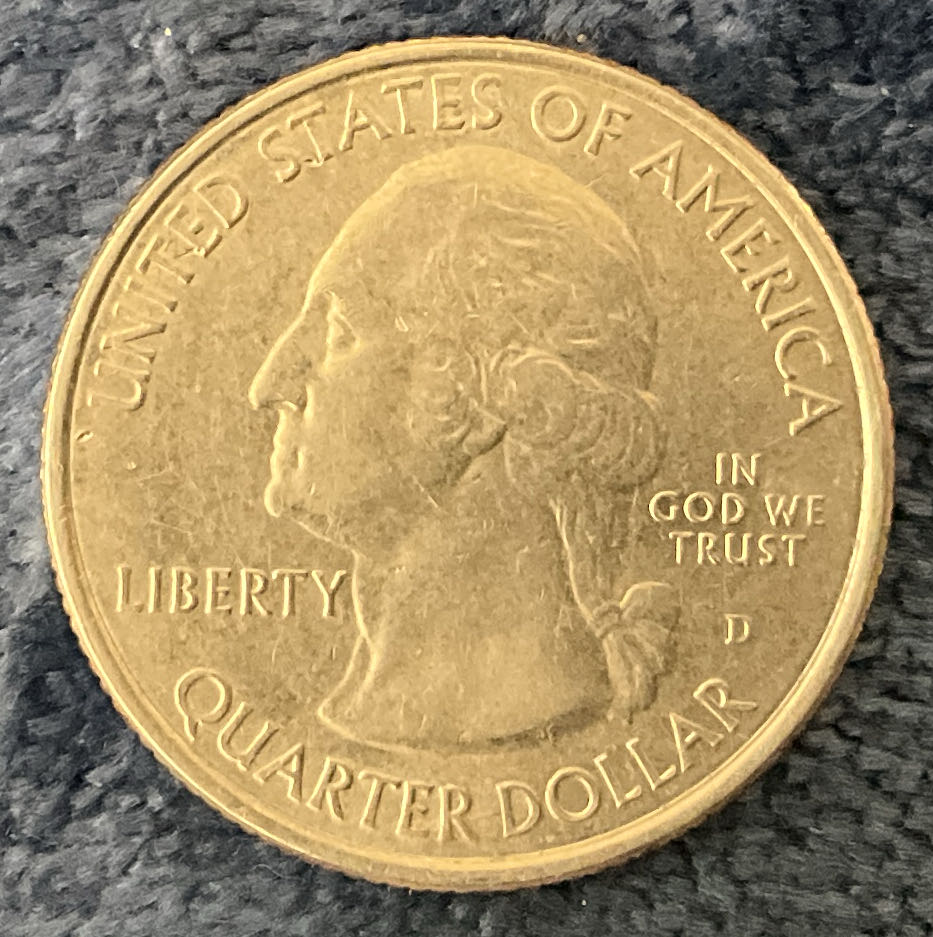 UNITED STATES OF AMERICA
LIBERTY
IN
GOD WE
TRUST
D
QUARTER DOLLAR